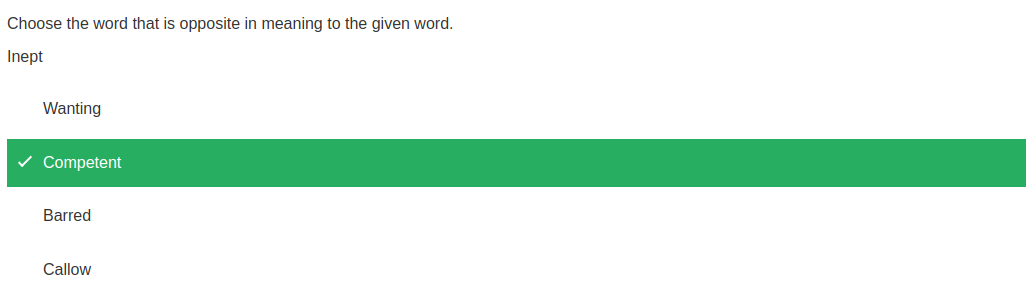 Choose the word that is opposite in meaning to the given word.
Inept
Wanting
Competent
Barred
Callow